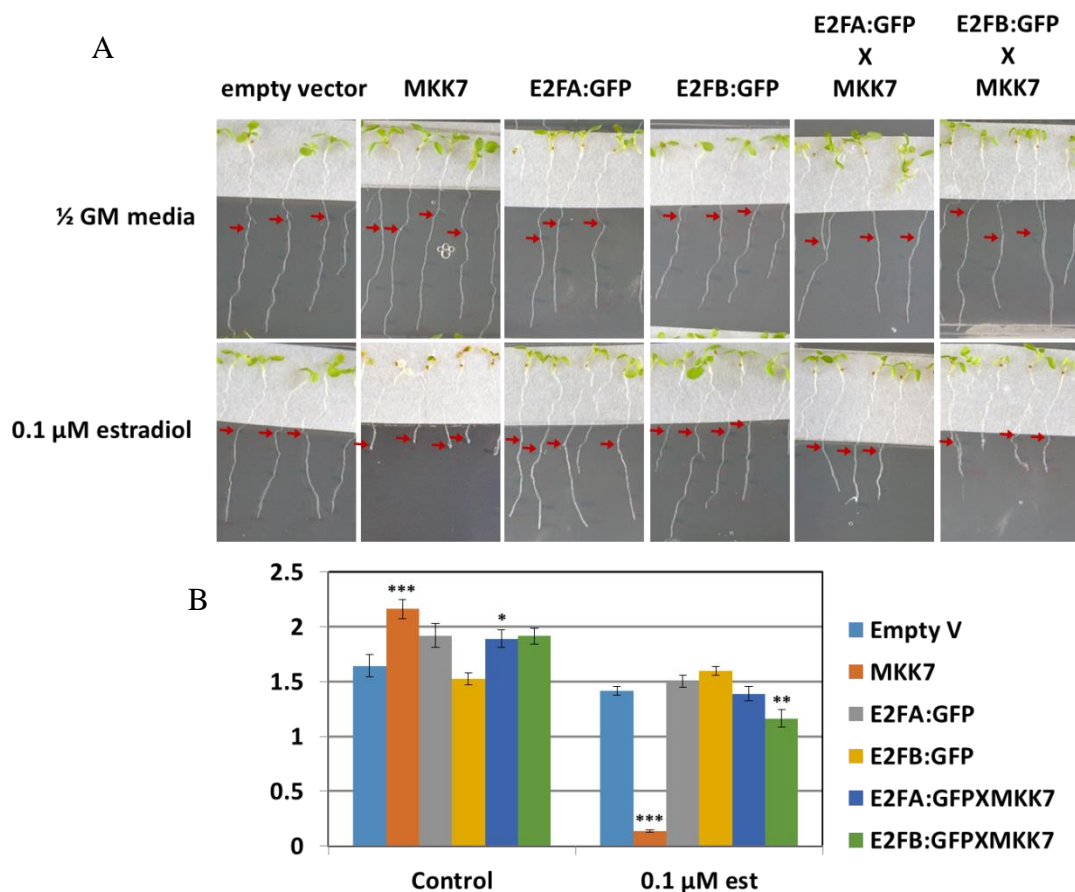 A
empty vector
MKK7
E2FA:GFP
E2FB:GFP
E2FA:GFP
X
MKK7
E2FB:GFP
X
MKK7
½ GM media
0.1 µM estradiol
B
2.5
2
1.5
1
0.5
0
***
*
***
**
Control
0.1 µM est
Empty V
MKK7
E2FA:GFP
E2FB:GFP
E2FA:GFPXMKK7
E2FB:GFPXMKK7